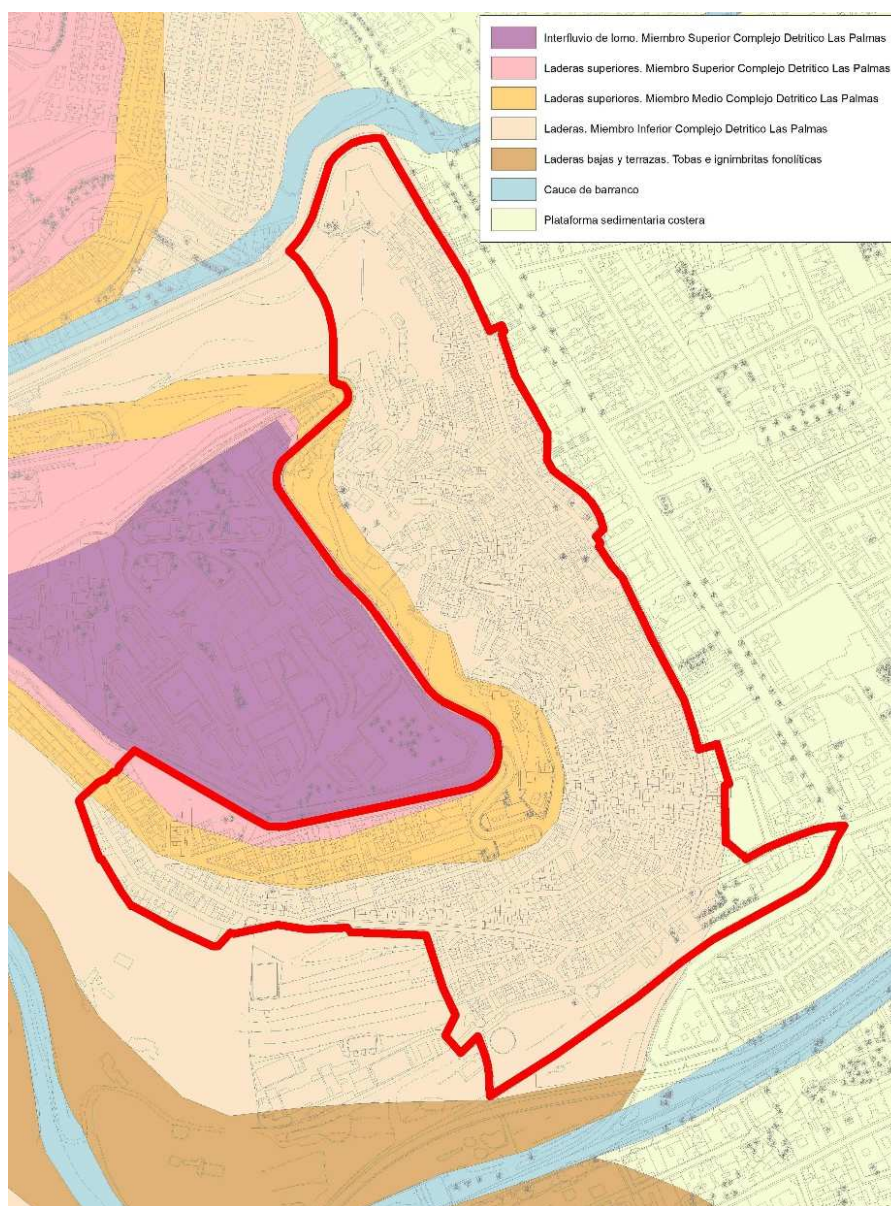 Interfluvio de lomo. Miembro Superior Complejo Detrítico Las Palmas
Laderas superiores. Miembro Superior Complejo Detrítico Las Palmas
Laderas superiores. Miembro Medio Complejo Detrítico Las Palmas
Laderas. Miembro Inferior Complejo Detrítico Las Palmas
Laderas bajas y terrazas. Tobas e ignimbritas fonolíticas
Cauce de barranco
Plataforma sedimentaria costera